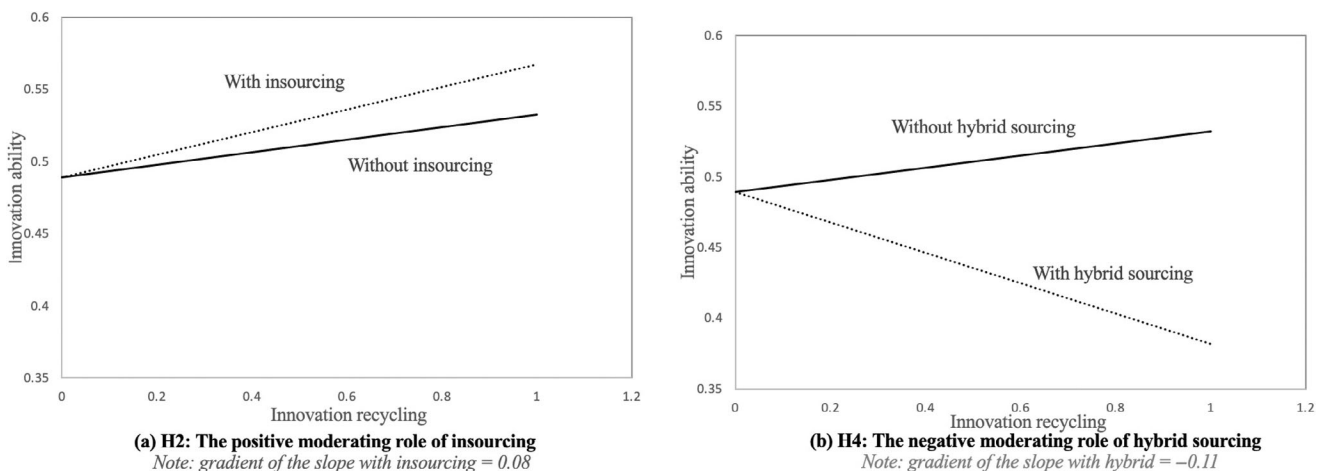 0.6
0.55
0.5
0.45
0.4
0.35
0
0.2
0.4
0.6
0.8
1
1.2
Innovation ability
With insourcing
Without insourcing
Innovation recycling
(a) H2: The positive moderating role of insourcing
Note: gradient of the slope with insourcing = 0.08
0.6
0.55
0.5
0.45
0.4
0.35
0
0.2
0.4
0.6
0.8
1
1.2
Innovation ability
Without hybrid sourcing
With hybrid sourcing
Innovation recycling
(b) H4: The negative moderating role of hybrid sourcing
Note: gradient of the slope with hybrid = −0.11